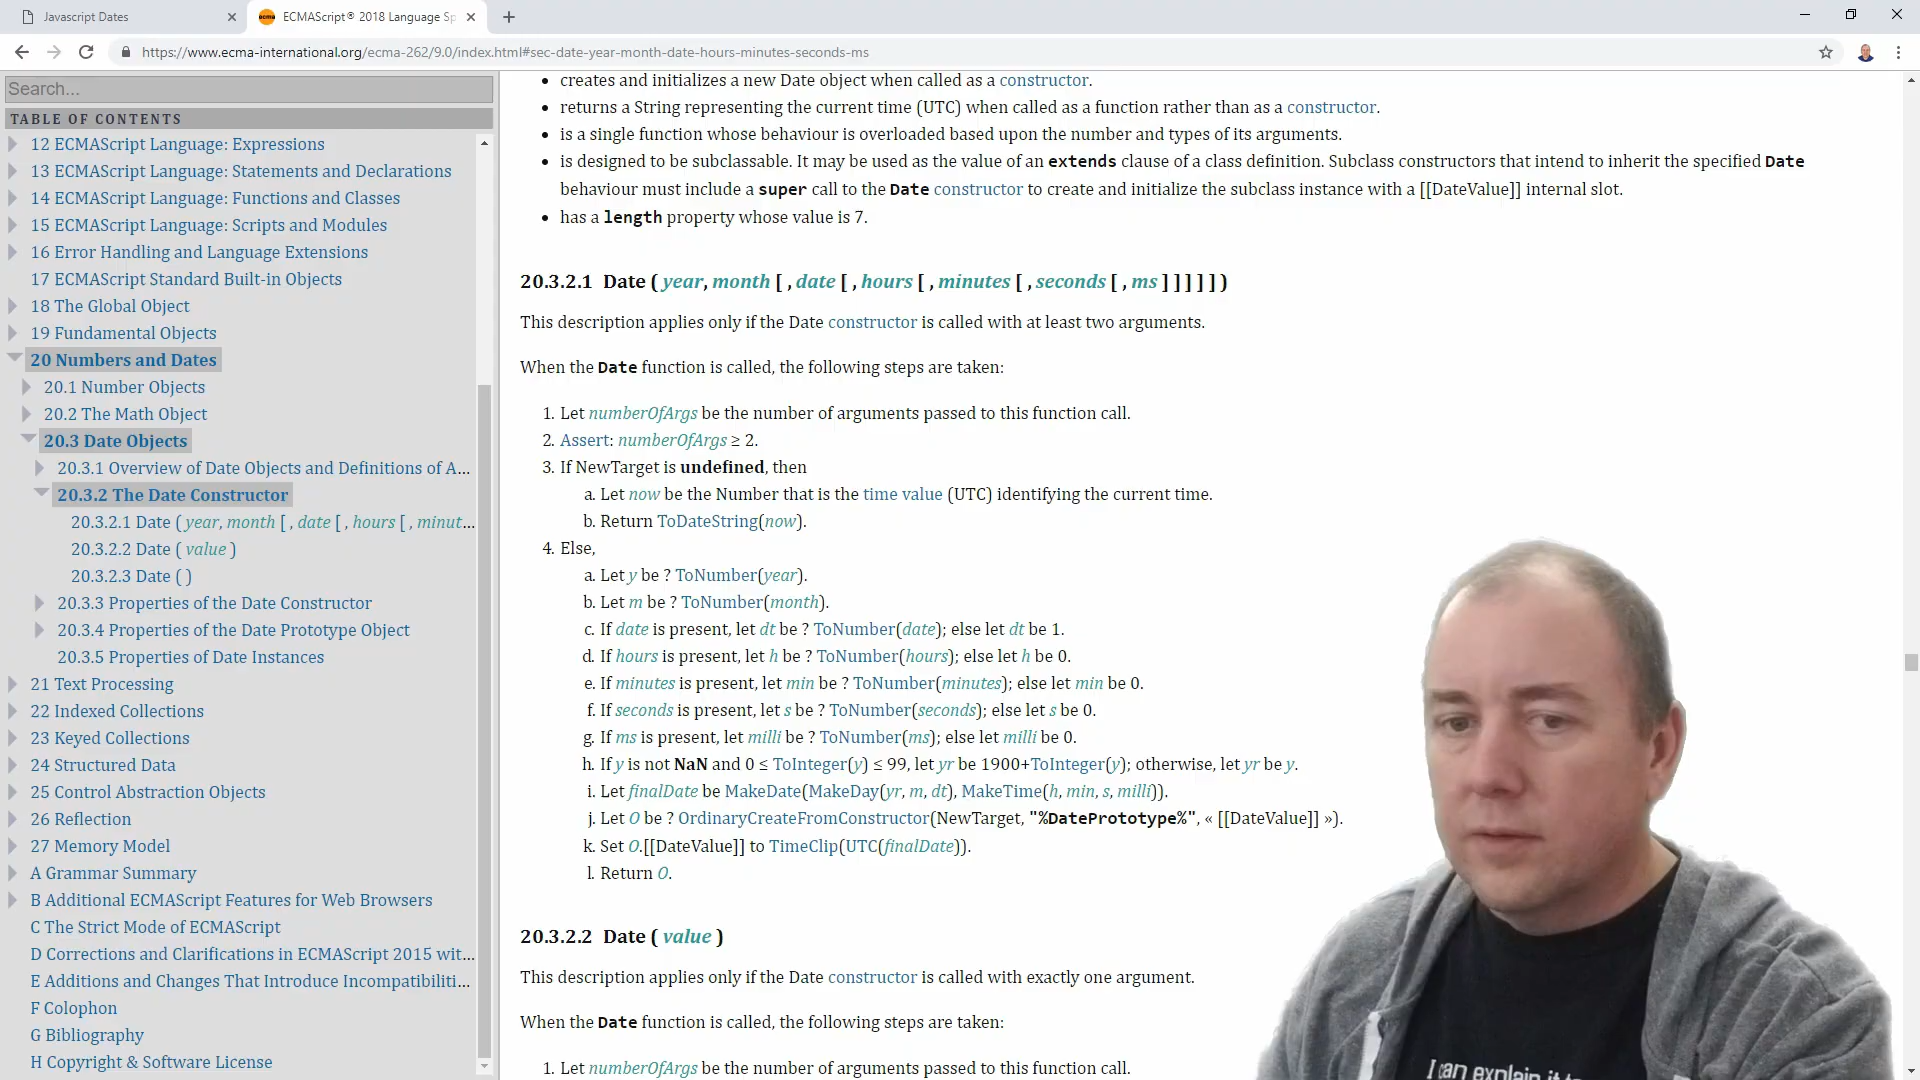 Javascript Dates
ECMAScript® 2018 Language Sp
https://www.ecma-international.org/ecma-262/9.0/index.html#sec-date-year-month-date-hours-minutes-seconds-ms
Search...
TABLE OF CONTENTS
12 ECMAScript Language: Expressions
13 ECMAScript Language: Statements and Declarations
14 ECMAScript Language: Functions and Classes
15 ECMAScript Language: Scripts and Modules
16 Error Handling and Language Extensions
17 ECMAScript Standard Built-in Objects
18 The Global Object
19 Fundamental Objects
20 Numbers and Dates
20.1 Number Objects
20.2 The Math Object
20.3 Date Objects
20.3.1 Overview of Date Objects and Definitions of A...
20.3.2 The Date Constructor
20.3.2.1 Date ( year, month [ , date [ , hours [ , minut...
20.3.2.2 Date ( value )
20.3.2.3 Date ( )
20.3.3 Properties of the Date Constructor
20.3.4 Properties of the Date Prototype Object
20.3.5 Properties of Date Instances
21 Text Processing
22 Indexed Collections
23 Keyed Collections
24 Structured Data
25 Control Abstraction Objects
26 Reflection
27 Memory Model
A Grammar Summary
B Additional ECMAScript Features for Web Browsers
C The Strict Mode of ECMAScript
D Corrections and Clarifications in ECMAScript 2015 wit...
E Additions and Changes That Introduce Incompatibiliti...
F Colophon
G Bibliography
H Copyright & Software License
• creates and initializes a new Date object when called as a constructor.
• returns a String representing the current time (UTC) when called as a function rather than as a constructor.
• is a single function whose behaviour is overloaded based upon the number and types of its arguments.
• is designed to be subclassable. It may be used as the value of an extends clause of a class definition. Subclass constructors that intend to inherit the specified Date
behaviour must include a super call to the Date constructor to create and initialize the subclass instance with a [[DateValue]] internal slot.
• has a length property whose value is 7.
20.3.2.1 Date ( year, month [ , date [ , hours [ , minutes [ , seconds [ , ms ] ] ] ] ] )
This description applies only if the Date constructor is called with at least two arguments.
When the Date function is called, the following steps are taken:
1. Let numberOfArgs be the number of arguments passed to this function call.
2. Assert: numberOfArgs ≥ 2.
3. If NewTarget is undefined, then
a. Let now be the Number that is the time value (UTC) identifying the current time.
b. Return ToDateString(now).
4. Else,
a. Let y be ? ToNumber(year).
b. Let m be ? ToNumber(month).
c. If date is present, let dt be ? ToNumber(date); else let dt be 1.
d. If hours is present, let h be ? ToNumber(hours); else let h be 0.
e. If minutes is present, let min be ? ToNumber(minutes); else let min be 0.
f. If seconds is present, let s be ? ToNumber(seconds); else let s be 0.
g. If ms is present, let milli be ? ToNumber(ms); else let milli be 0.
h. If y is not NaN and 0 ≤ ToInteger(y) ≤ 99, let yr be 1900+ToInteger(y); otherwise, let yr be y.
i. Let finalDate be MakeDate(MakeDay(yr, m, dt), MakeTime(h, min, s, milli)).
j. Let O be ? OrdinaryCreateFromConstructor(NewTarget, "%DatePrototype%", « [[DateValue]] »).
k. Set O.[[DateValue]] to TimeClip(UTC(finalDate)).
l. Return O.
20.3.2.2 Date ( value )
This description applies only if the Date constructor is called with exactly one argument.
When the Date function is called, the following steps are taken:
1. Let numberOfArgs be the number of arguments passed to this function call.
I can explain it to